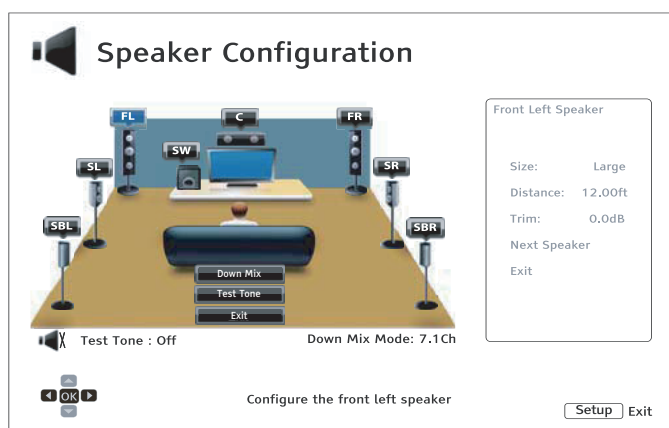 Speaker Configuration
FL
C
FR
SW
SL
SR
SBL
SBR
Down Mix
Test Tone
Exit
Test Tone : Off
Down Mix Mode: 7.1Ch
Front Left Speaker
Size: Large
Distance: 12.00ft
Trim: 0.0dB
Next Speaker
Exit
OK
Configure the front left speaker
Setup Exit